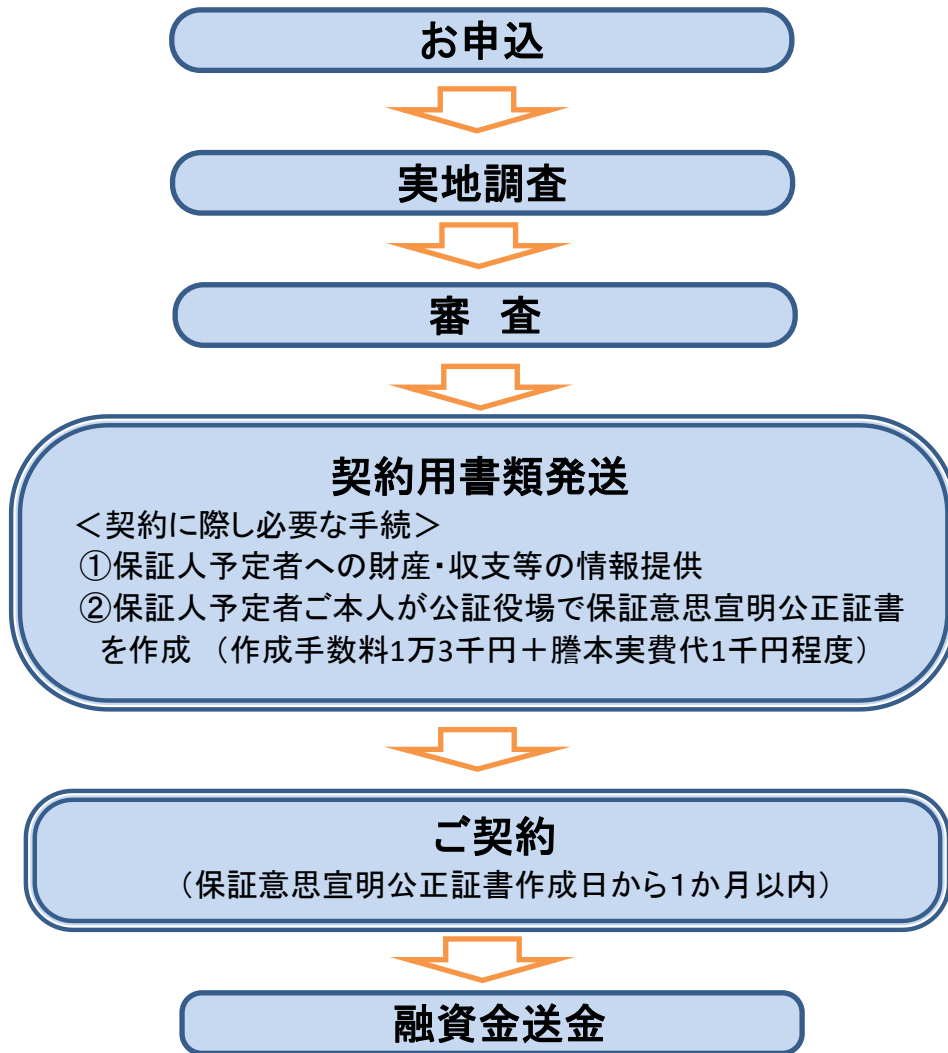 お申込
実地調査
審　査
契約用書類発送
＜契約に際し必要な手続＞
①保証人予定者への財産・収支等の情報提供
②保証人予定者ご本人が公証役場で保証意思宣明公正証書
を作成　（作成手数料1万3千円＋謄本実費代1千円程度）
ご契約
（保証意思宣明公正証書作成日から１か月以内）
融資金送金